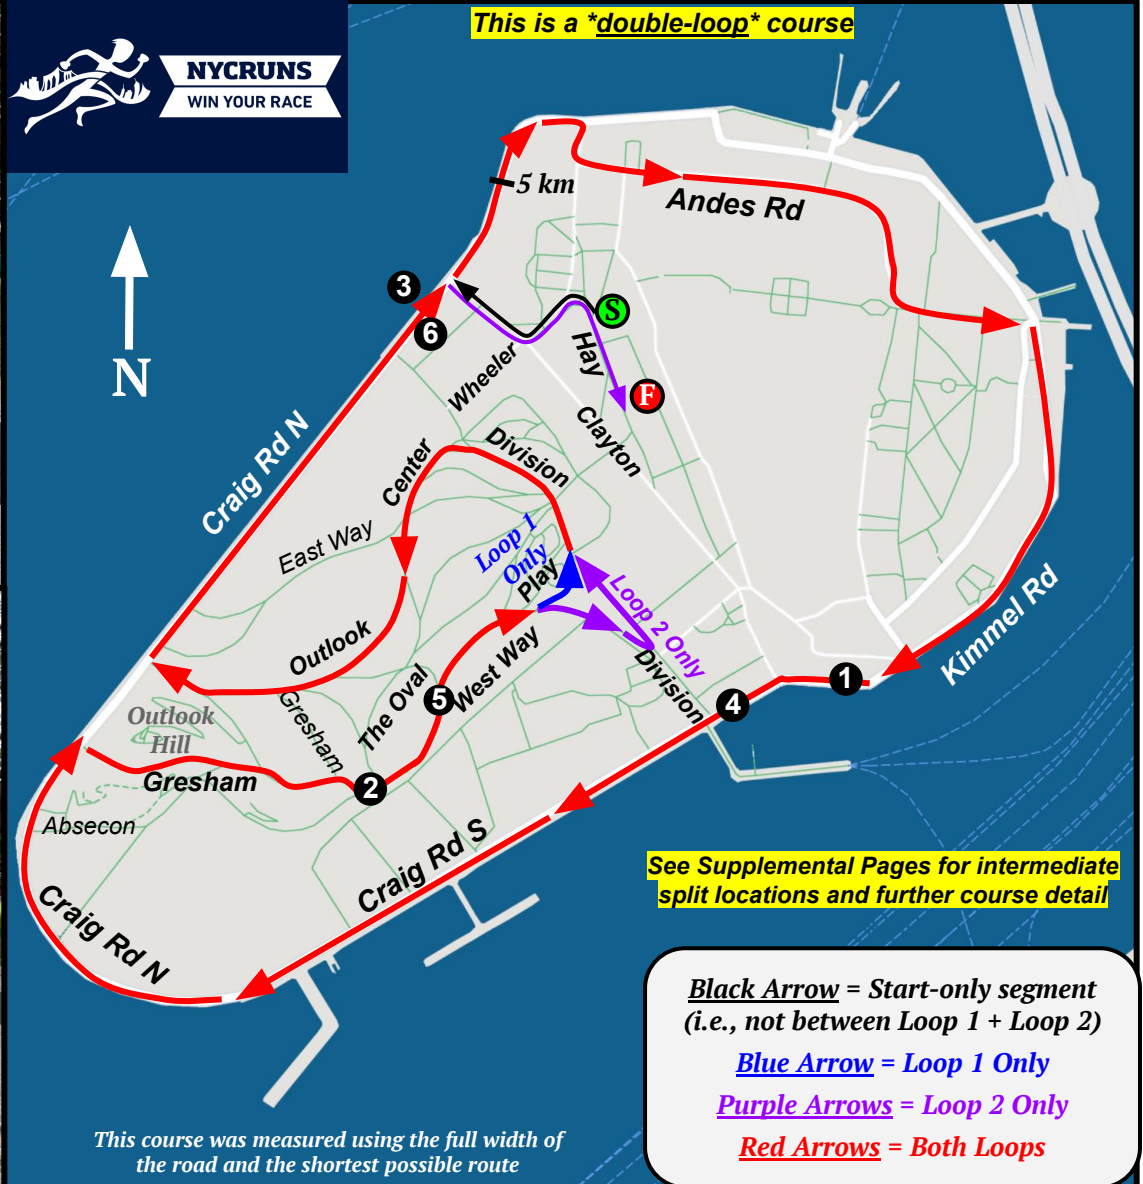 This is a *double-loop* course
NYCRUNS
WIN YOUR RACE
5 km
Andes Rd
N
3
6
S
Hay
F
Wheeler
Clayton
Craig Rd N
Center
Division
East Way
Loop 1
Only
Play
Loop 2 Only
Outlook
Kimmel Rd
The Oval
West Way
Division
1
4
5
Gresham
Outlook
Hill
Gresham
2
Absecon
Craig Rd S
Craig Rd N
See Supplemental Pages for intermediate
split locations and further course detail
Black Arrow = Start-only segment
(i.e., not between Loop 1 + Loop 2)
Blue Arrow = Loop 1 Only
Purple Arrows = Loop 2 Only
Red Arrows = Both Loops
This course was measured using the full width of
the road and the shortest possible route